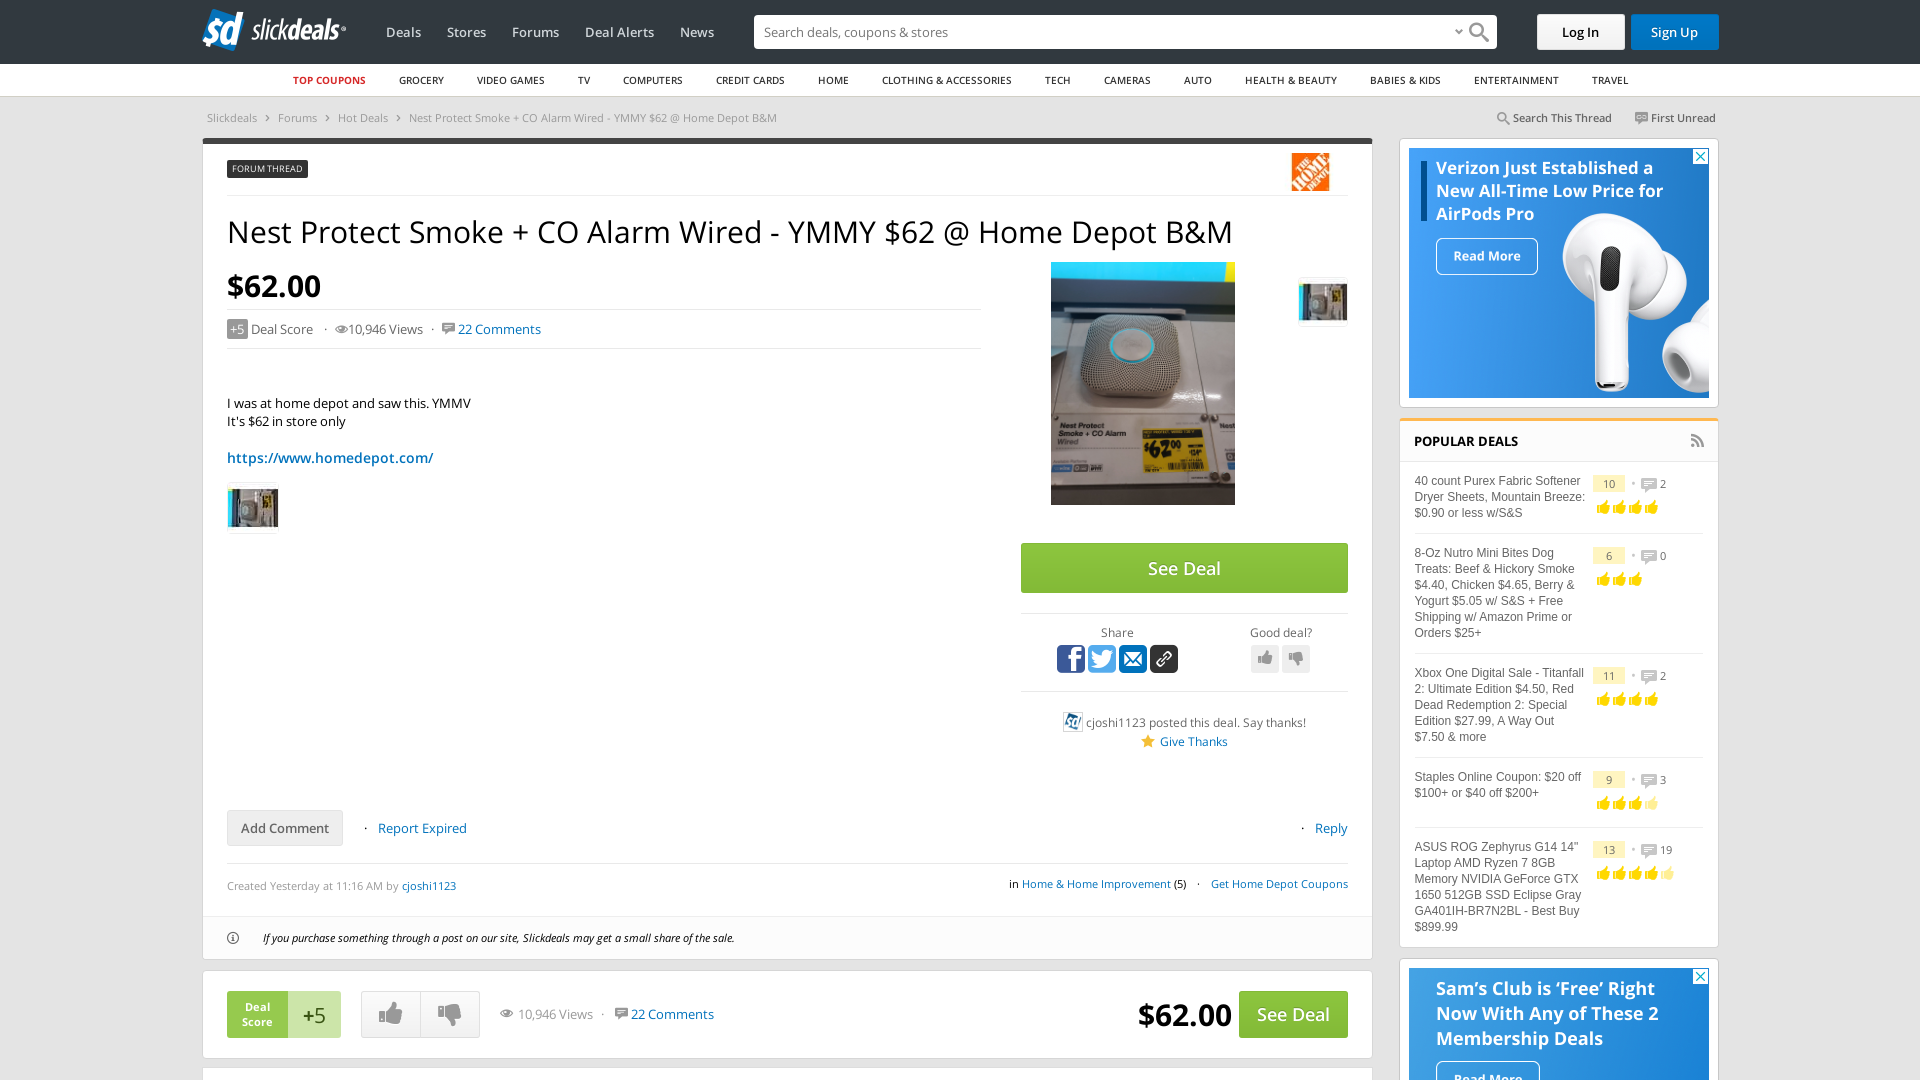 slickdeals
Deals Stores Forums Deal Alerts News
Search deals, coupons & stores
Log In Sign Up
TOP COUPONS GROCERY VIDEO GAMES TV COMPUTERS CREDIT CARDS HOME CLOTHING & ACCESSORIES TECH CAMERAS AUTO HEALTH & BEAUTY BABIES & KIDS ENTERTAINMENT TRAVEL
Slickdeals › Forums › Hot Deals › Nest Protect Smoke + CO Alarm Wired - YMMY $62 @ Home Depot B&M
Search This Thread First Unread
FORUM THREAD
THE HOME DEPOT
Nest Protect Smoke + CO Alarm Wired - YMMY $62 @ Home Depot B&M
$62.00
+5 Deal Score · 10,946 Views · 22 Comments
I was at home depot and saw this. YMMV
It's $62 in store only
https://www.homedepot.com/
Nest Protect
Smoke + CO Alarm
Wired
$62.00
See Deal
Share
Good deal?
cjoshi1123 posted this deal. Say thanks!
Give Thanks
Add Comment · Report Expired
· Reply
Created Yesterday at 11:16 AM by cjoshi1123
in Home & Home Improvement (5) · Get Home Depot Coupons
If you purchase something through a post on our site, Slickdeals may get a small share of the sale.
Deal Score +5
10,946 Views · 22 Comments
$62.00 See Deal
Verizon Just Established a
New All-Time Low Price for
AirPods Pro
Read More
POPULAR DEALS
40 count Purex Fabric Softener
Dryer Sheets, Mountain Breeze:
$0.90 or less w/S&S
10 • 2
8-Oz Nutro Mini Bites Dog
Treats: Beef & Hickory Smoke
$4.40, Chicken $4.65, Berry &
Yogurt $5.05 w/ S&S + Free
Shipping w/ Amazon Prime or
Orders $25+
6 • 0
Xbox One Digital Sale - Titanfall
2: Ultimate Edition $4.50, Red
Dead Redemption 2: Special
Edition $27.99, A Way Out
$7.50 & more
11 • 2
Staples Online Coupon: $20 off
$100+ or $40 off $200+
9 • 3
ASUS ROG Zephyrus G14 14"
Laptop AMD Ryzen 7 8GB
Memory NVIDIA GeForce GTX
1650 512GB SSD Eclipse Gray
GA401IH-BR7N2BL - Best Buy
$899.99
13 • 19
Sam's Club is 'Free' Right
Now With Any of These 2
Membership Deals
Read More